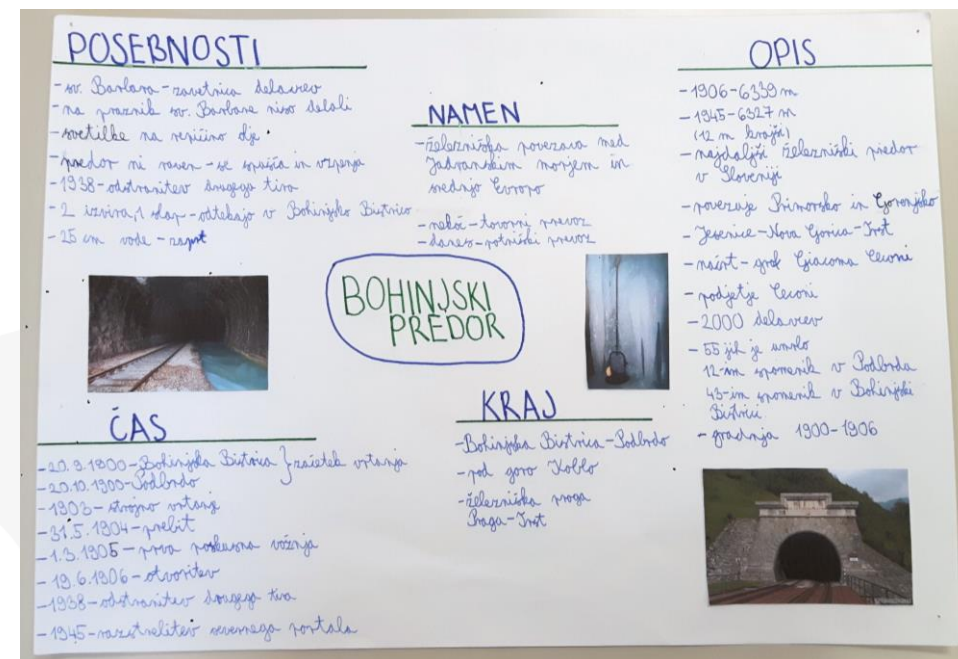 POSEBNOSTI
- sv. Barbara - zavetnica delavcev
- na praznik sv. Barbare niso delali
- svetilke na repično olje
- predor ni raven - se spušča in vzpenja
- 1938 - odstranitev drugega tira
- 2 izvira, 1 slap - odtekajo v Bohinjsko Bistrico
- 25 cm vode - zaprt
NAMEN
- železniška povezava med
Jadranskim morjem in
srednjo Evropo
- nekoč - tovorni prevoz
- danes - potniški prevoz
OPIS
- 1906 - 6339 m
- 1945 - 6327 m
(12 m krajši)
- najdaljši železniški predor
v Sloveniji
- povezuje Primorsko in Gorenjsko
- Jesenice - Nova Gorica - Trst
- načrt - grof Giacomo Ceconi
- podjetje Ceconi
- 2000 delavcev
- 55 jih je umrlo
12 - im spomenik v Podbrdu
43 - im spomenik v Bohinjski
Bistrici
- gradnja 1900 - 1906
BOHINJSKI
PREDOR
ČAS
- 20.9.1900 - Bohinjska Bistrica } začetek vrtanja
- 20.10.1900 - Podbrdo
- 1903 - strojno vrtanje
- 31.5.1904 - prebit
- 1.3.1905 - prva poskusna vožnja
- 19.6.1906 - otvoritev
- 1938 - odstranitev drugega tira
- 1945 - razstrelitev severnega portala
KRAJ
- Bohinjska Bistrica - Podbrdo
- pod goro Koblo
- železniška proga
Praga - Trst